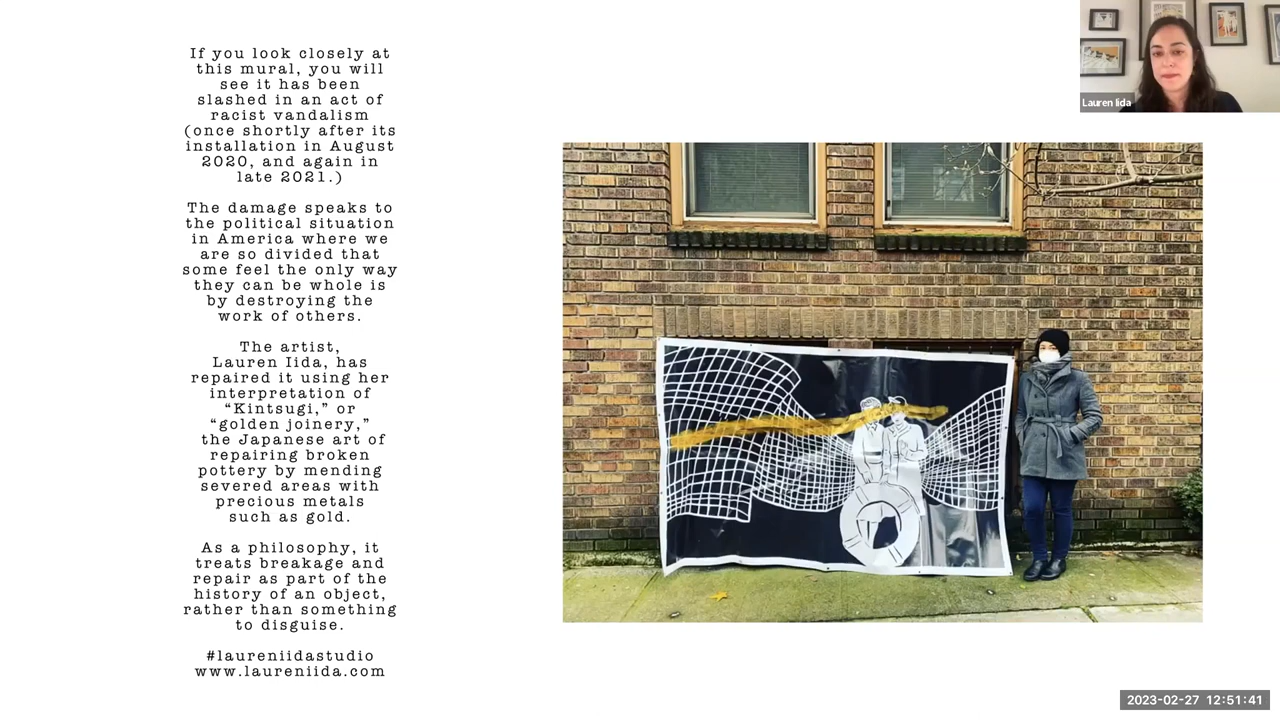 If you look closely at
this mural, you will
see it has been
slashed in an act of
racist vandalism
(once shortly after its
installation in August
2020, and again in
late 2021.)
The damage speaks to
the political situation
in America where we
are so divided that
some feel the only way
they can be whole is
by destroying the
work of others.
The artist,
Lauren Iida, has
repaired it using her
interpretation of
“Kintsugi,” or
“golden joinery,”
the Japanese art of
repairing broken
pottery by mending
severed areas with
precious metals
such as gold.
As a philosophy, it
treats breakage and
repair as part of the
history of an object,
rather than something
to disguise.
#laureniidastudio
www.laureniida.com
Lauren Iida
2023-02-27 12:51:41